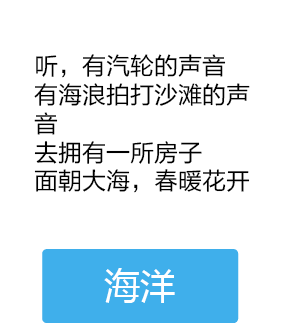 听，有汽轮的声音
有海浪拍打沙滩的声
音
去拥有一所房子
面朝大海，春暖花开
海洋